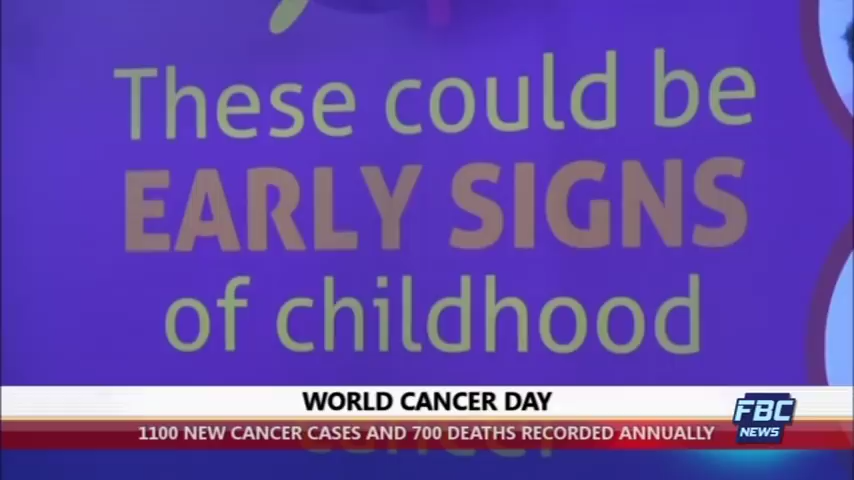 These could be
EARLY SIGNS
of childhood
cancer
WORLD CANCER DAY
1100 NEW CANCER CASES AND 700 DEATHS RECORDED ANNUALLY
FBC
NEWS